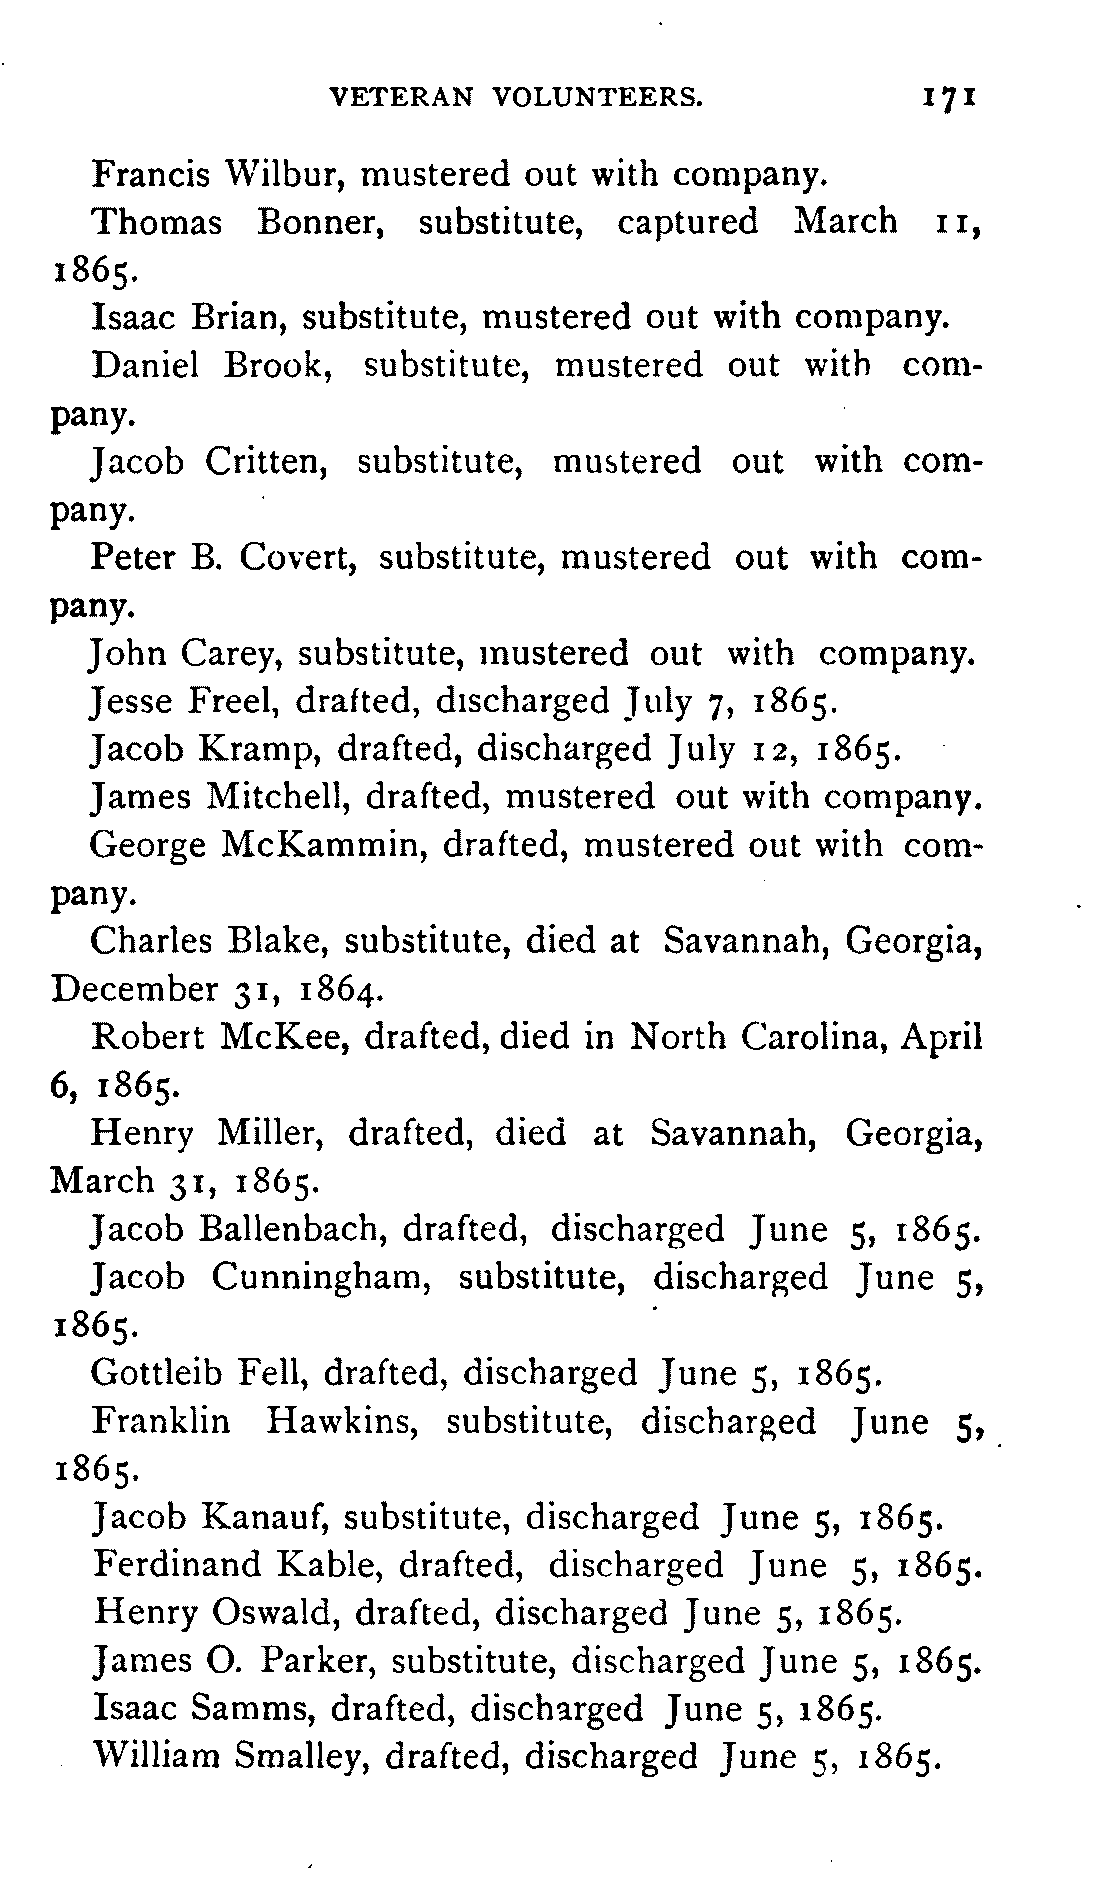 VETERAN VOLUNTEERS. 171
Francis Wilbur, mustered out with company.
Thomas Bonner, substitute, captured March 11,
1865.
Isaac Brian, substitute, mustered out with company.
Daniel Brook, substitute, mustered out with com-
pany.
Jacob Critten, substitute, mustered out with com-
pany.
Peter B. Covert, substitute, mustered out with com-
pany.
John Carey, substitute, mustered out with company.
Jesse Freel, drafted, discharged July 7, 1865.
Jacob Kramp, drafted, discharged July 12, 1865.
James Mitchell, drafted, mustered out with company.
George McKammin, drafted, mustered out with com-
pany.
Charles Blake, substitute, died at Savannah, Georgia,
December 31, 1864.
Robert McKee, drafted, died in North Carolina, April
6, 1865.
Henry Miller, drafted, died at Savannah, Georgia,
March 31, 1865.
Jacob Ballenbach, drafted, discharged June 5, 1865.
Jacob Cunningham, substitute, discharged June 5,
1865.
Gottleib Fell, drafted, discharged June 5, 1865.
Franklin Hawkins, substitute, discharged June 5,
1865.
Jacob Kanauf, substitute, discharged June 5, 1865.
Ferdinand Kable, drafted, discharged June 5, 1865.
Henry Oswald, drafted, discharged June 5, 1865.
James O. Parker, substitute, discharged June 5, 1865.
Isaac Samms, drafted, discharged June 5, 1865.
William Smalley, drafted, discharged June 5, 1865.